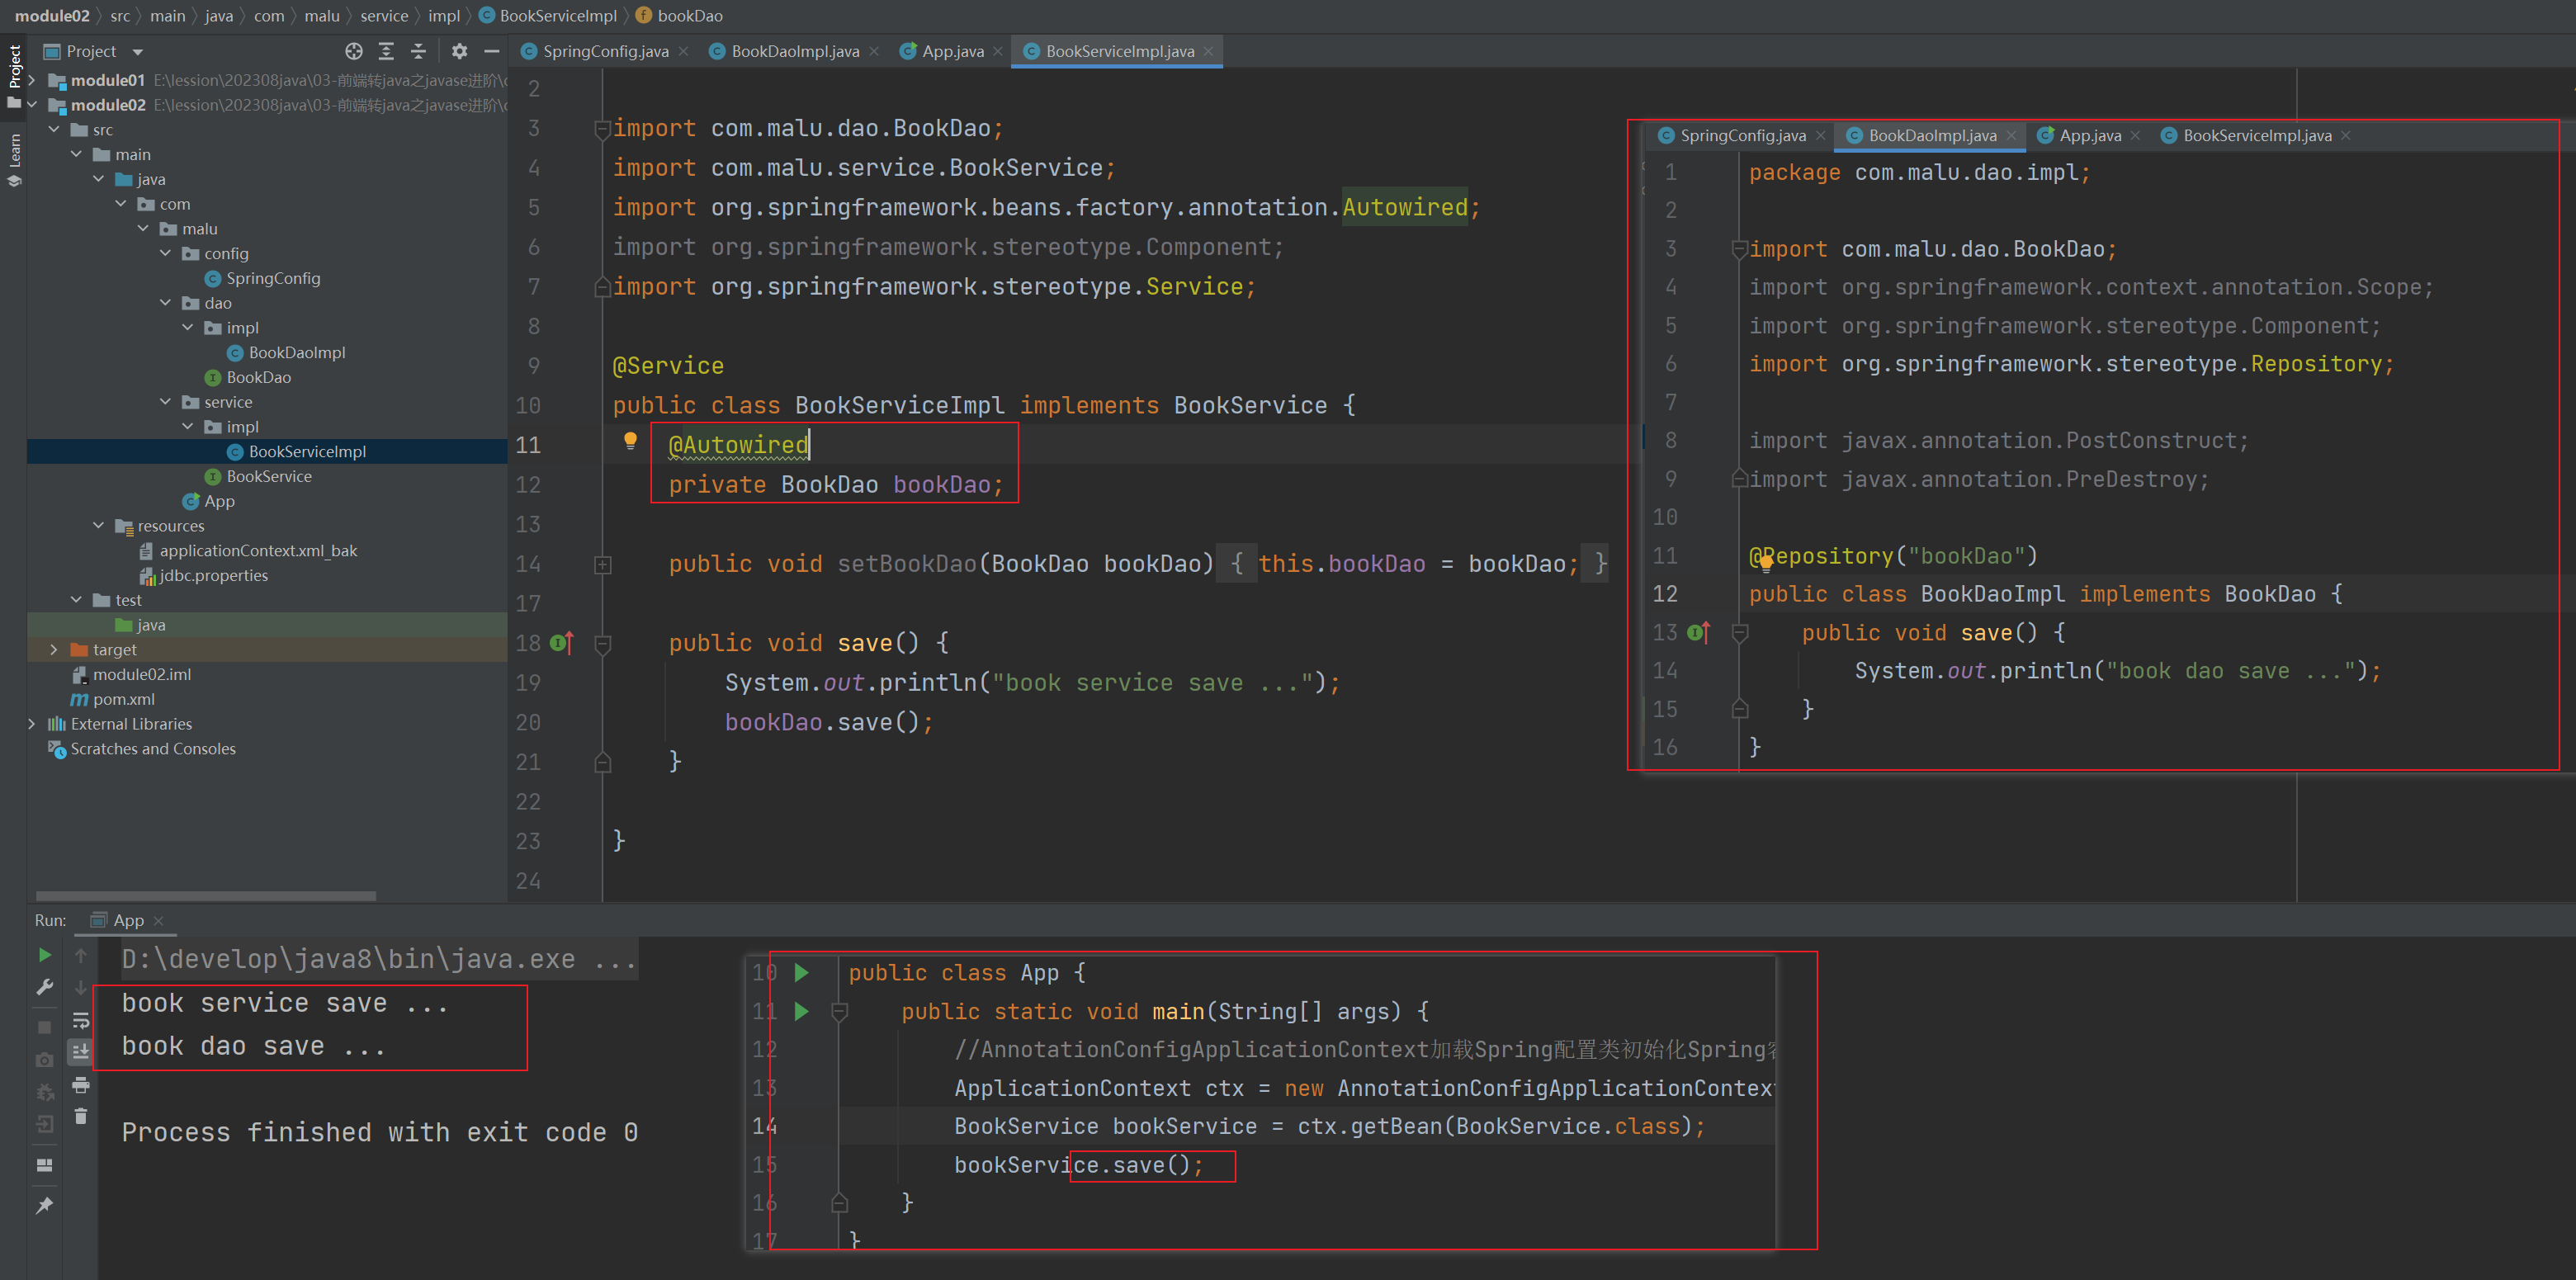 module02 〉 src 〉 main 〉 java 〉 com 〉 malu 〉 service 〉 impl 〉 BookServiceImpl 〉 bookDao
Project
Learn
Project
module01 E:\lession\202308java\03-前端转java之javase进阶\
module02 E:\lession\202308java\03-前端转java之javase进阶\
src
main
java
com
malu
config
SpringConfig
dao
impl
BookDaoImpl
BookDao
service
impl
BookServiceImpl
BookService
App
resources
applicationContext.xml_bak
jdbc.properties
test
java
target
module02.iml
pom.xml
External Libraries
Scratches and Consoles
SpringConfig.java BookDaoImpl.java App.java BookServiceImpl.java
2
3 import com.malu.dao.BookDao;
4 import com.malu.service.BookService;
5 import org.springframework.beans.factory.annotation.Autowired;
6 import org.springframework.stereotype.Component;
7 import org.springframework.stereotype.Service;
8
9 @Service
10 public class BookServiceImpl implements BookService {
11 @Autowired
12 private BookDao bookDao;
13
14 public void setBookDao(BookDao bookDao) { this.bookDao = bookDao; }
17
18 public void save() {
19 System.out.println("book service save ...");
20 bookDao.save();
21 }
22
23 }
24
SpringConfig.java BookDaoImpl.java App.java BookServiceImpl.java
1 package com.malu.dao.impl;
2
3 import com.malu.dao.BookDao;
4 import org.springframework.context.annotation.Scope;
5 import org.springframework.stereotype.Component;
6 import org.springframework.stereotype.Repository;
7
8 import javax.annotation.PostConstruct;
9 import javax.annotation.PreDestroy;
10
11 @Repository("bookDao")
12 public class BookDaoImpl implements BookDao {
13 public void save() {
14 System.out.println("book dao save ...");
15 }
16 }
Run: App
D:\develop\java8\bin\java.exe ...
book service save ...
book dao save ...
Process finished with exit code 0
10 public class App {
11 public static void main(String[] args) {
12 //AnnotationConfigApplicationContext加载Spring配置类初始化Spring
13 ApplicationContext ctx = new AnnotationConfigApplicationContext
14 BookService bookService = ctx.getBean(BookService.class);
15 bookService.save();
16 }
17 }